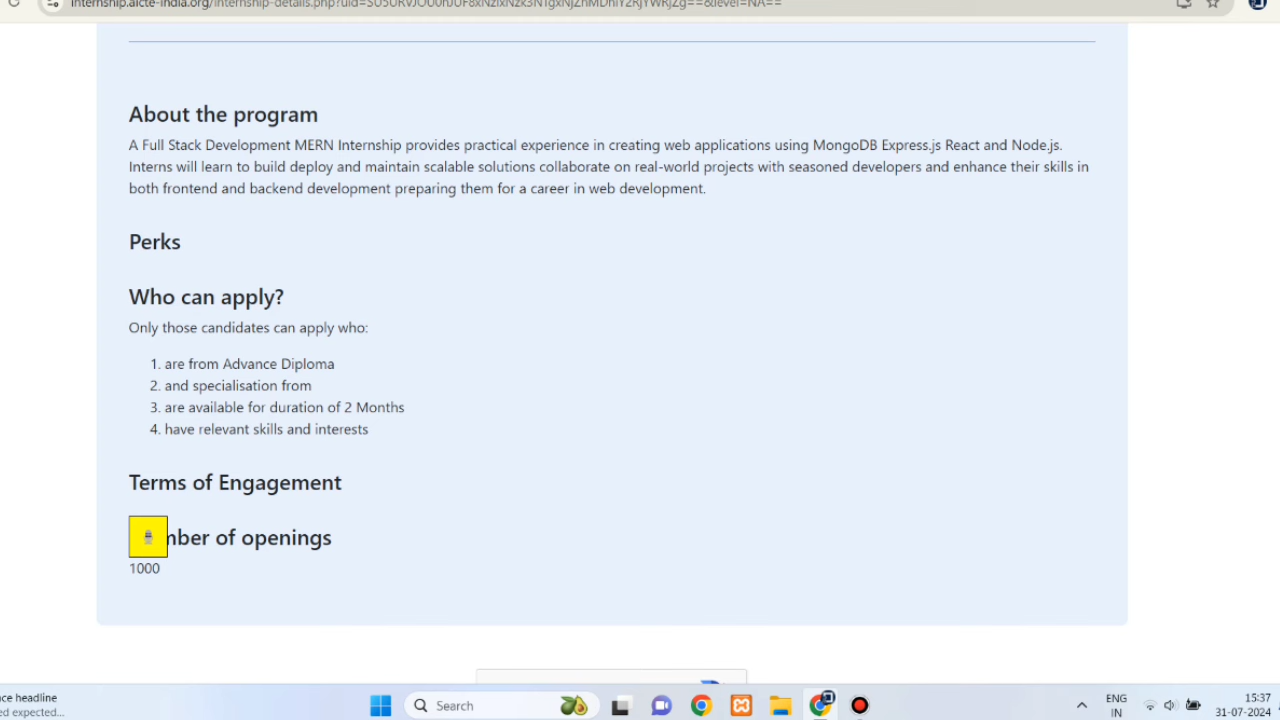 About the program
A Full Stack Development MERN Internship provides practical experience in creating web applications using MongoDB Express.js React and Node.js.
Interns will learn to build deploy and maintain scalable solutions collaborate on real-world projects with seasoned developers and enhance their skills in
both frontend and backend development preparing them for a career in web development.
Perks
Who can apply?
Only those candidates can apply who:
1. are from Advance Diploma
2. and specialisation from
3. are available for duration of 2 Months
4. have relevant skills and interests
Terms of Engagement
mber of openings
1000
ce headline
ed expected...
Search
ENG
IN
15:37
31-07-2024